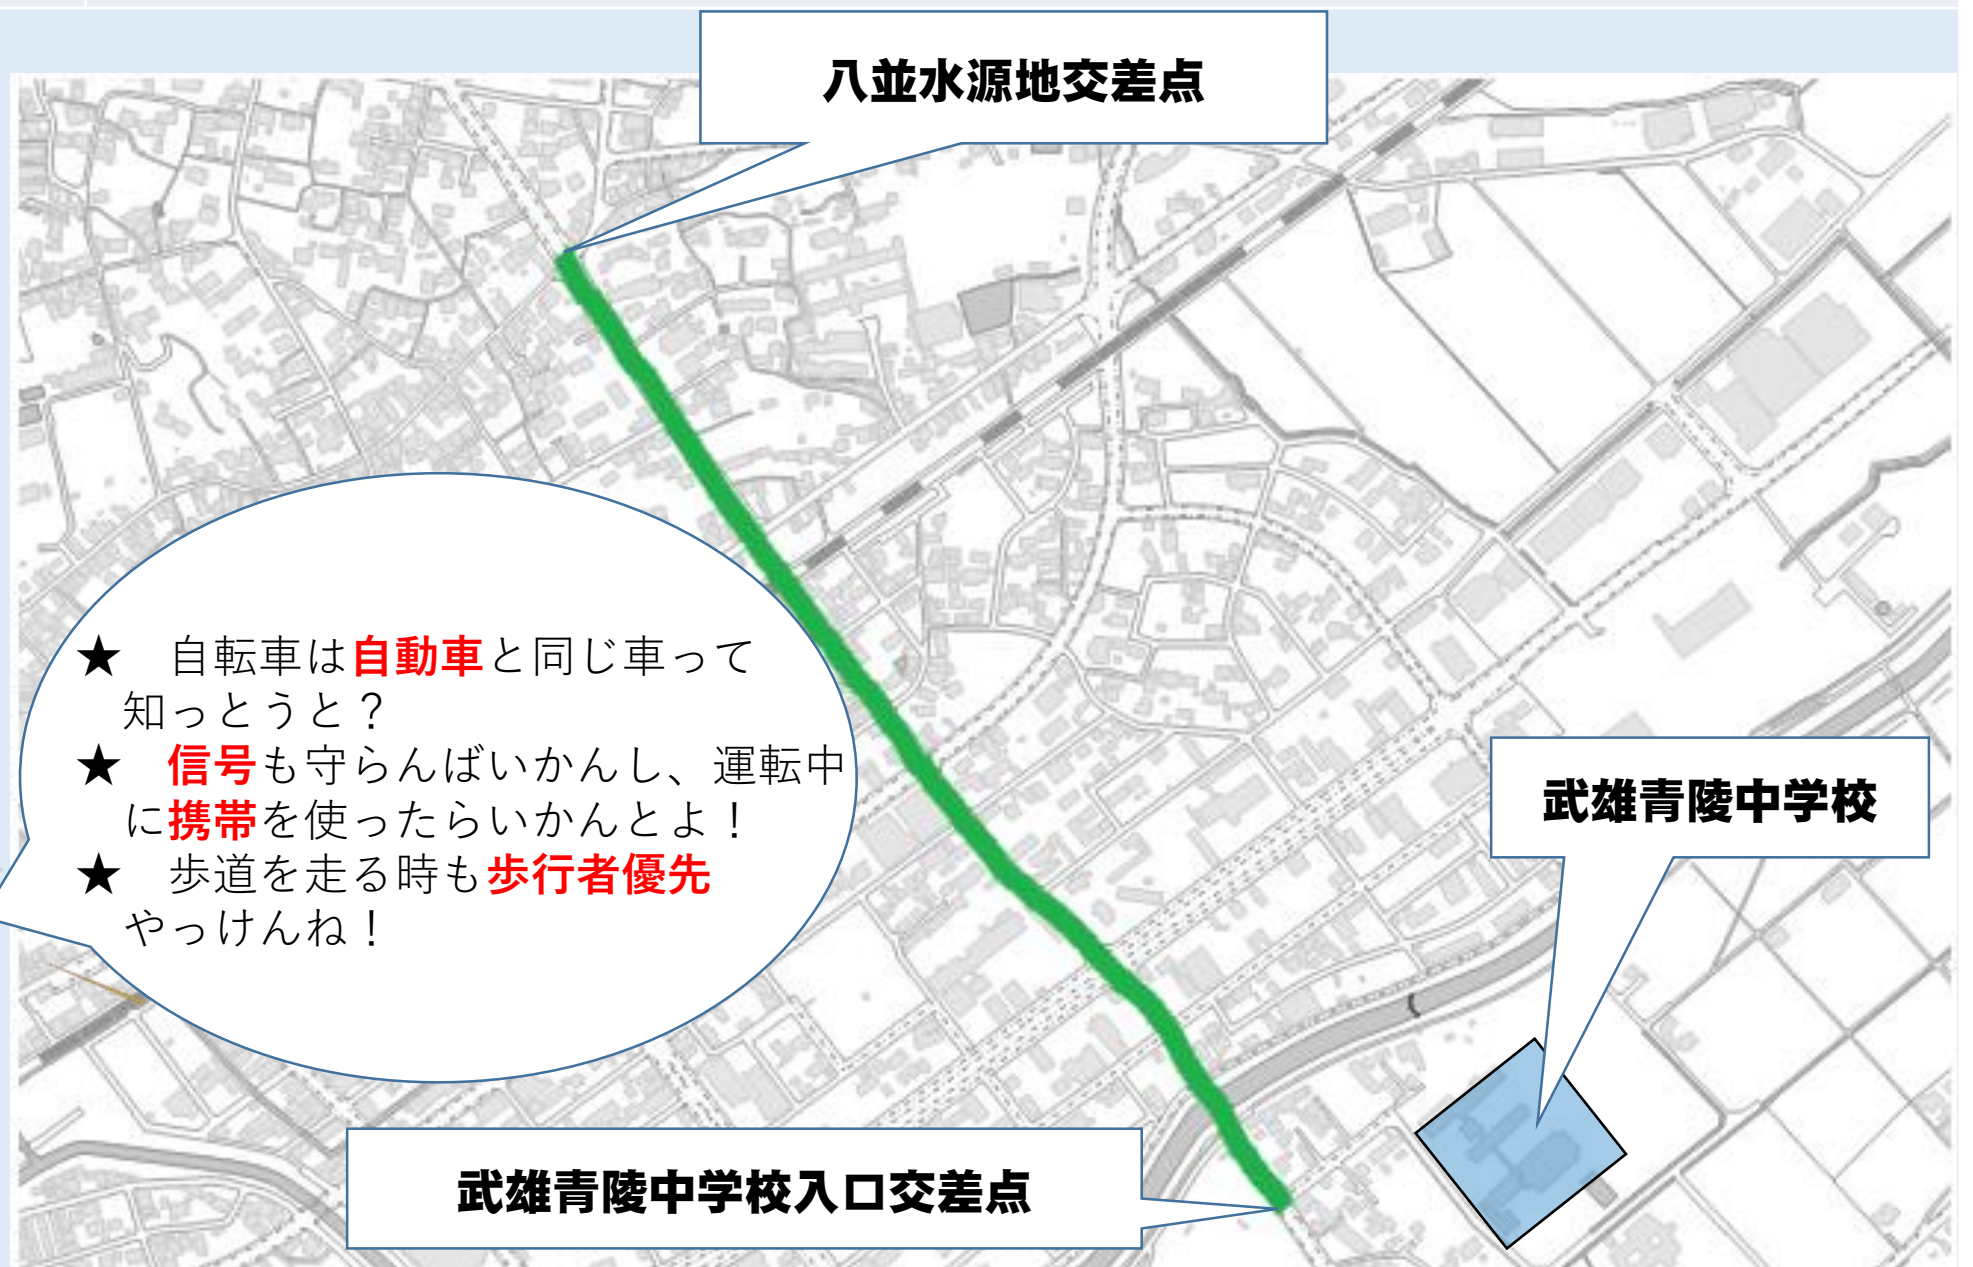 八並水源地交差点
★　自転車は自動車と同じ車って
知っとうと？
★　信号も守らんばいかんし、運転中
に携帯を使ったらいかんとよ！
★　歩道を走る時も歩行者優先
やっけんね！
武雄青陵中学校
武雄青陵中学校入口交差点